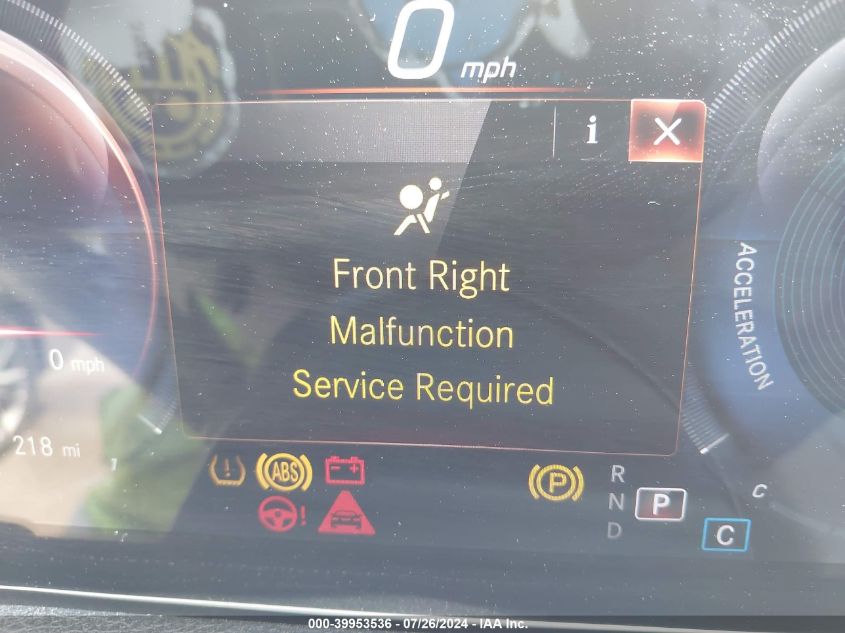 0
mph
i
Front Right
Malfunction
Service Required
ACCELERATION
0 mph
218 mi
ABS
P
R
N
P
D
C
C
000-39953536 - 07/26/2024 - IAA Inc.